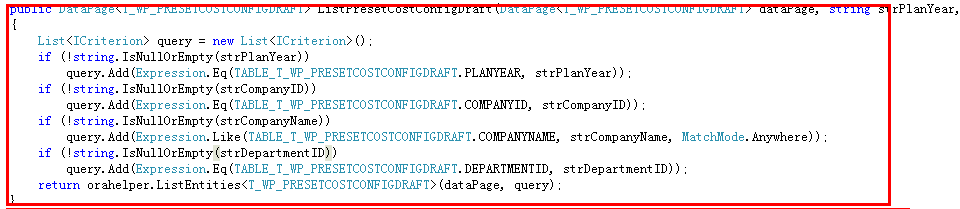 public DataPage<T_WP_PRESETCOSTCONFIGDRAFT> ListPresetCostConfigDraft(DataPage<T_WP_PRESETCOSTCONFIGDRAFT> dataPage, string strPlanYear,
{
List<ICriterion> query = new List<ICriterion>();
if (!string.IsNullOrEmpty(strPlanYear))
query.Add(Expression.Eq(TABLE_T_WP_PRESETCOSTCONFIGDRAFT.PLANYEAR, strPlanYear));
if (!string.IsNullOrEmpty(strCompanyID))
query.Add(Expression.Eq(TABLE_T_WP_PRESETCOSTCONFIGDRAFT.COMPANYID, strCompanyID));
if (!string.IsNullOrEmpty(strCompanyName))
query.Add(Expression.Like(TABLE_T_WP_PRESETCOSTCONFIGDRAFT.COMPANYNAME, strCompanyName, MatchMode.Anywhere));
if (!string.IsNullOrEmpty(strDepartmentID))
query.Add(Expression.Eq(TABLE_T_WP_PRESETCOSTCONFIGDRAFT.DEPARTMENTID, strDepartmentID));
return orahelper.ListEntities<T_WP_PRESETCOSTCONFIGDRAFT>(dataPage, query);
}